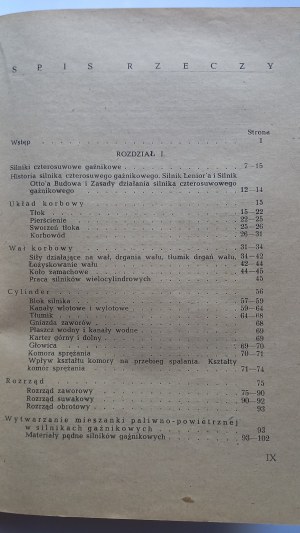 SPIS RZECZY
Strona
Wstęp 1
ROZDZIAŁ I.
Silniki czterosuwowe gaźnikowe 7—15
Historia silnika czterosuwego gaźnikowego. Silnik Lenior'a i Silnik
Otto'a Budowa i Zasady działania silnika czterosuwowego
gaźnikowego 12—14
Układ korbowy 15
Tłok 15—22
Pierścienie 22—25
Sworzeń tłoka 25—26
Korbowód 26—31
Wał korbowy 31—34
Siły działające na wał, drgania wału, tłumik drgań wału, 34—42
Łożyskowanie wału 42—44
Koło zamachowe 44—45
Praca silników wielocylindrowych 45
Cylinder 56
Blok silnika 57—59
Kanały wlotowe i wylotowe 59—64
Tłumik 64—68
Gniazda zaworów 68
Płaszcz wodny i kanały wodne 69
Karter górny i dolny 69
Głowica 69—70
Komora sprężania 70—71
Wpływ kształtu komory na przebieg spalania. Kształty
komór sprężania 71—74
Rozrząd 75
Rozrząd zaworowy 75—90
Rozrząd suwakowy 90—92
Rozrząd obrotowy 93
Wytwarzanie mieszanki paliwno-powietrznej
w silnikach gaźnikowych 93
Materiały pędne silników gaźnikowych 93—102
IX